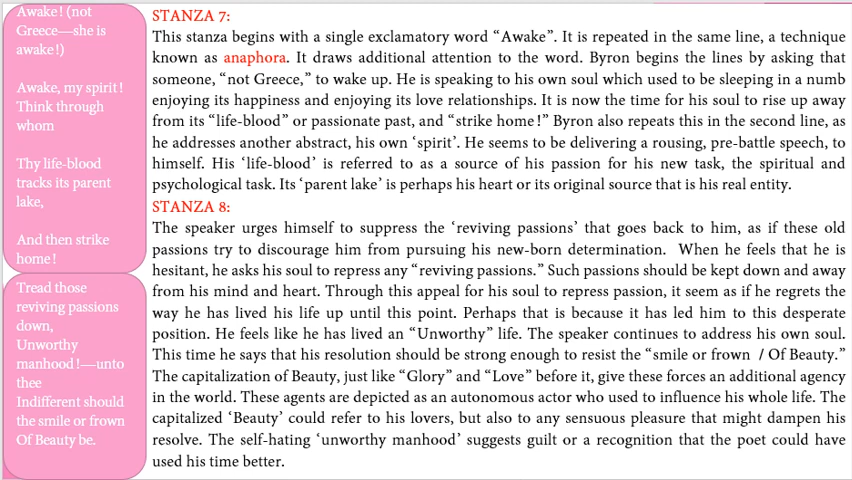 Awake! (not
Greece—she is
awake!)
Awake, my spirit!
Think through
whom
Thy life-blood
tracks its parent
lake,
And then strike
home!
Tread those
reviving passions
down,
Unworthy
manhood!—unto
thee
Indifferent should
the smile or frown
Of Beauty be.
STANZA 7:
This stanza begins with a single exclamatory word “Awake”. It is repeated in the same line, a technique
known as anaphora. It draws additional attention to the word. Byron begins the lines by asking that
someone, “not Greece,” to wake up. He is speaking to his own soul which used to be sleeping in a numb
enjoying its happiness and enjoying its love relationships. It is now the time for his soul to rise up away
from its “life-blood” or passionate past, and “strike home!” Byron also repeats this in the second line, as
he addresses another abstract, his own ‘spirit’. He seems to be delivering a rousing, pre-battle speech, to
himself. His ‘life-blood’ is referred to as a source of his passion for his new task, the spiritual and
psychological task. Its ‘parent lake’ is perhaps his heart or its original source that is his real entity.
STANZA 8:
The speaker urges himself to suppress the ‘reviving passions’ that goes back to him, as if these old
passions try to discourage him from pursuing his new-born determination. When he feels that he is
hesitant, he asks his soul to repress any “reviving passions.” Such passions should be kept down and away
from his mind and heart. Through this appeal for his soul to repress passion, it seem as if he regrets the
way he has lived his life up until this point. Perhaps that is because it has led him to this desperate
position. He feels like he has lived an “Unworthy” life. The speaker continues to address his own soul.
This time he says that his resolution should be strong enough to resist the “smile or frown / Of Beauty.”
The capitalization of Beauty, just like “Glory” and “Love” before it, give these forces an additional agency
in the world. These agents are depicted as an autonomous actor who used to influence his whole life. The
capitalized ‘Beauty’ could refer to his lovers, but also to any sensuous pleasure that might dampen his
resolve. The self-hating ‘unworthy manhood’ suggests guilt or a recognition that the poet could have
used his time better.